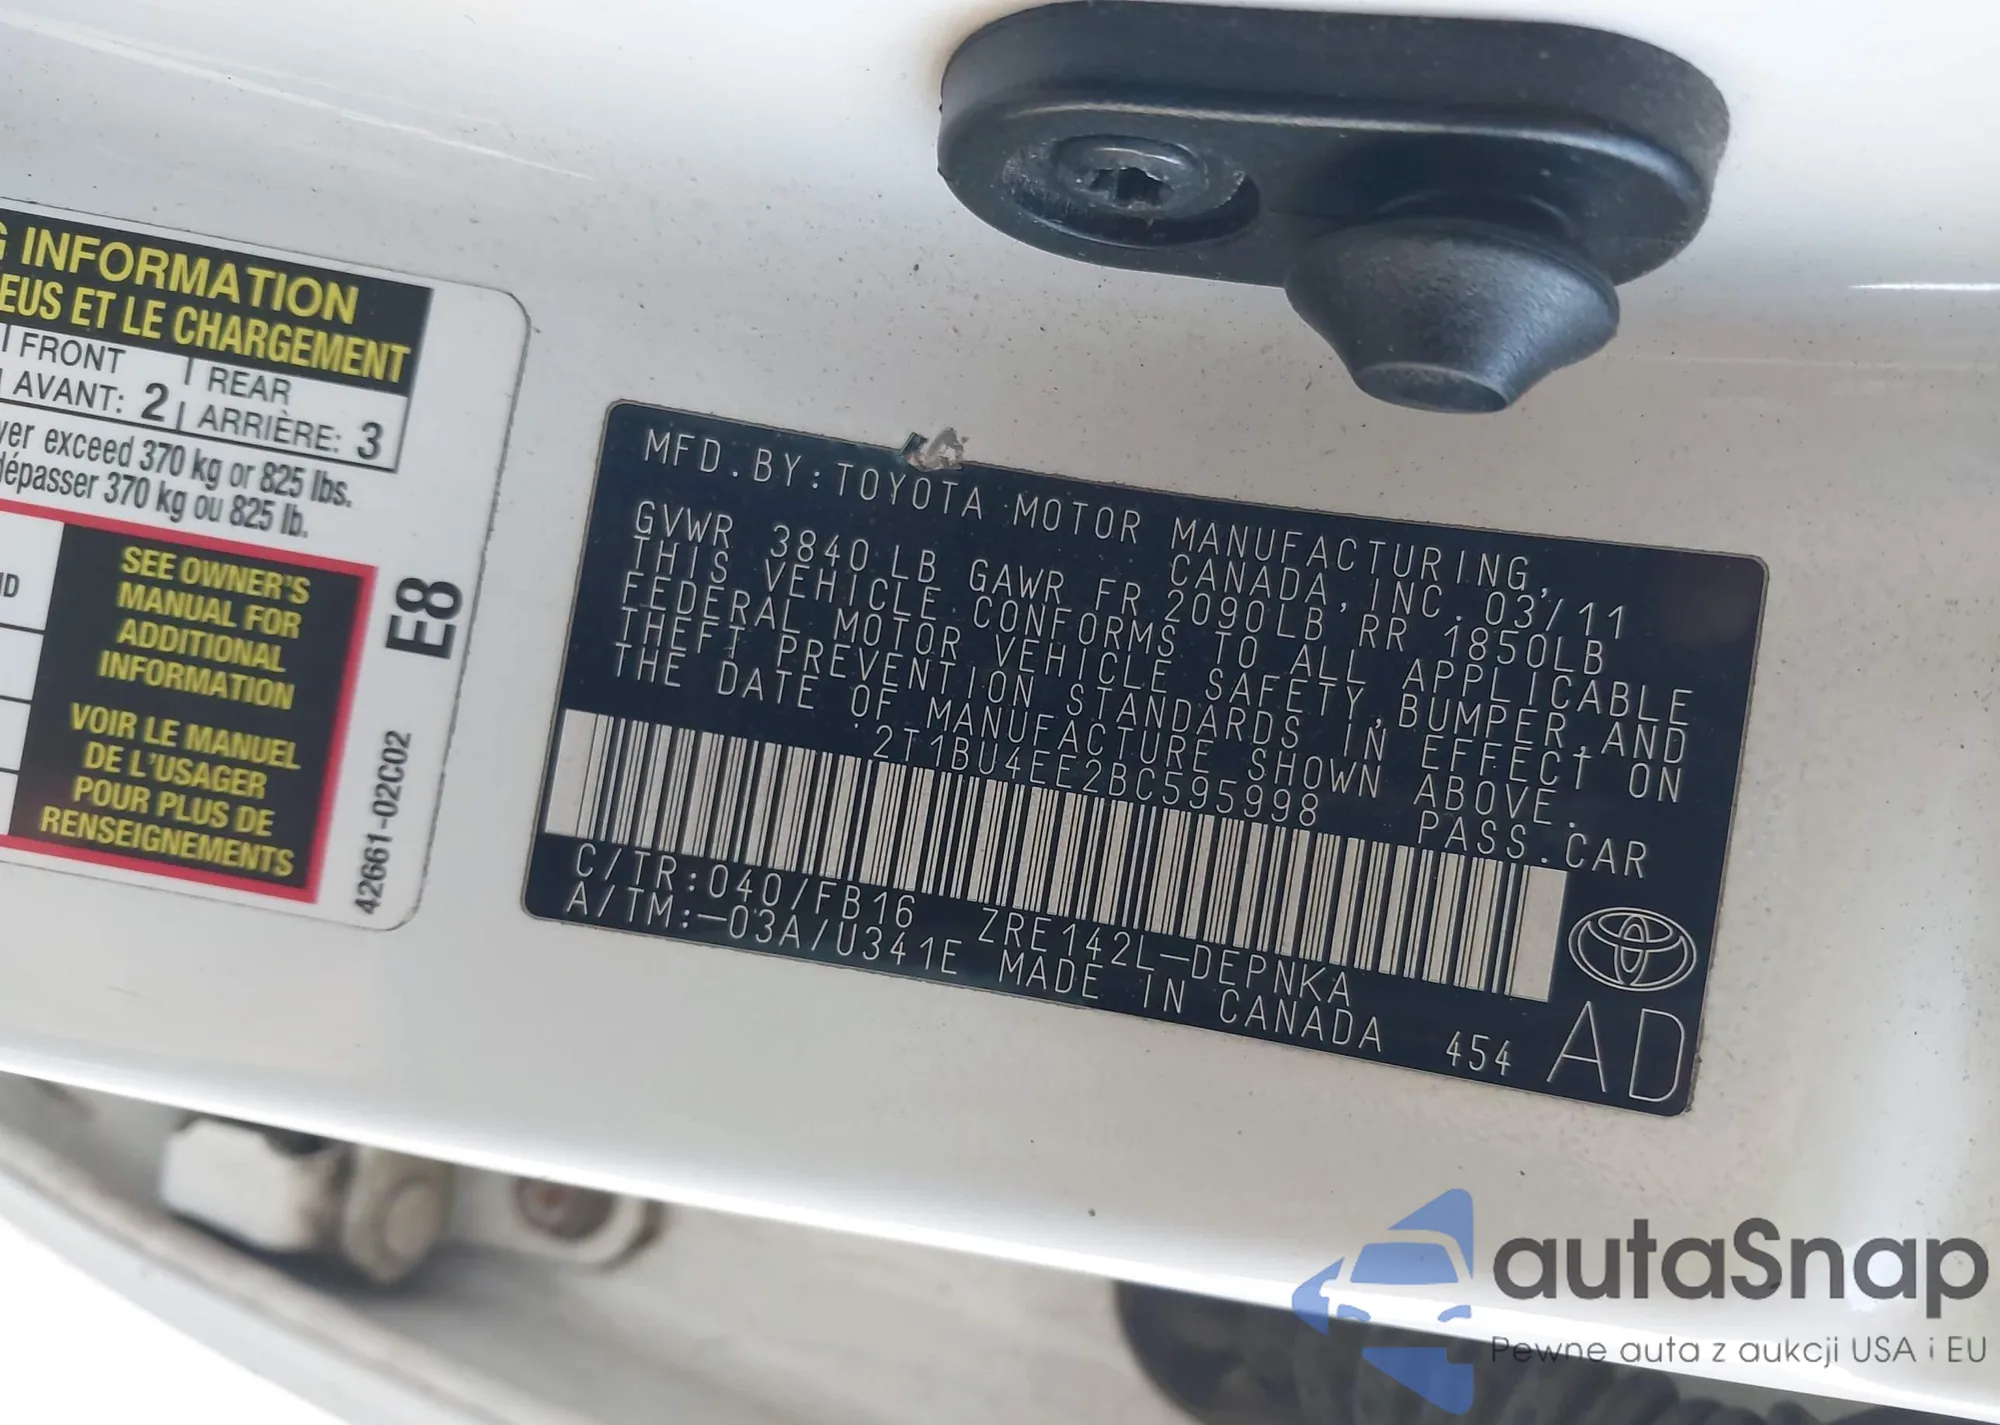 G INFORMATION
EUS ET LE CHARGEMENT
FRONT
AVANT: 2
REAR
ARRIÈRE: 3
ver exceed 370 kg or 825 lbs.
dépasser 370 kg ou 825 lb.
SEE OWNER'S
MANUAL FOR
ADDITIONAL
INFORMATION
VOIR LE MANUEL
DE L'USAGER
POUR PLUS DE
RENSEIGNEMENTS
E8
42661-02C02
MFD.BY:TOYOTA MOTOR MANUFACTURING,
CANADA,INC.03/11
GVWR 3840LB GAWR FR 2090LB RR 1850LB
THIS VEHICLE CONFORMS TO ALL APPLICABLE
FEDERAL MOTOR VEHICLE SAFETY,BUMPER,AND
THEFT PREVENTION STANDARDS IN EFFECT ON
THE DATE OF MANUFACTURE SHOWN ABOVE.
2T1BU4EE2BC595998 PASS.CAR
C/TR:040/FB16 ZRE142L-DEPNKA
A/TM:-03A/U341E MADE IN CANADA 454
AD
autaSnap
Pewne auta z aukcji USA i EU